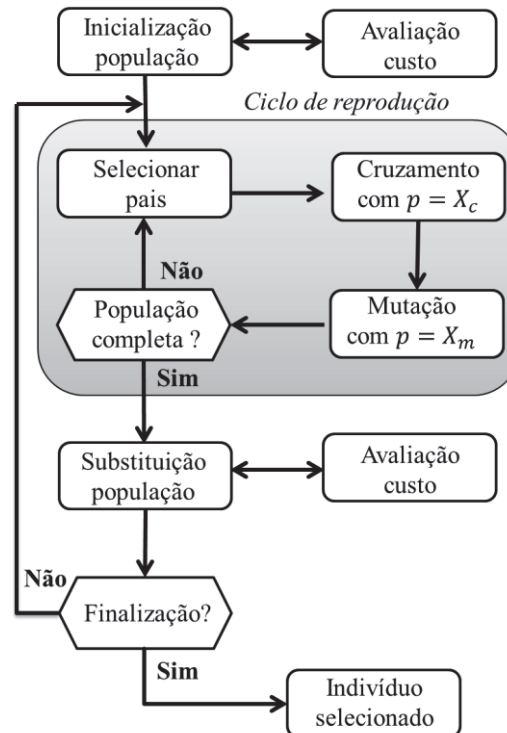 Inicialização
população
Avaliação
custo
Ciclo de reprodução
Selecionar
pais
Cruzamento
com p = X_c
Não
População
completa ?
Mutação
com p = X_m
Sim
Substituição
população
Avaliação
custo
Não
Finalização?
Sim
Indivíduo
selecionado